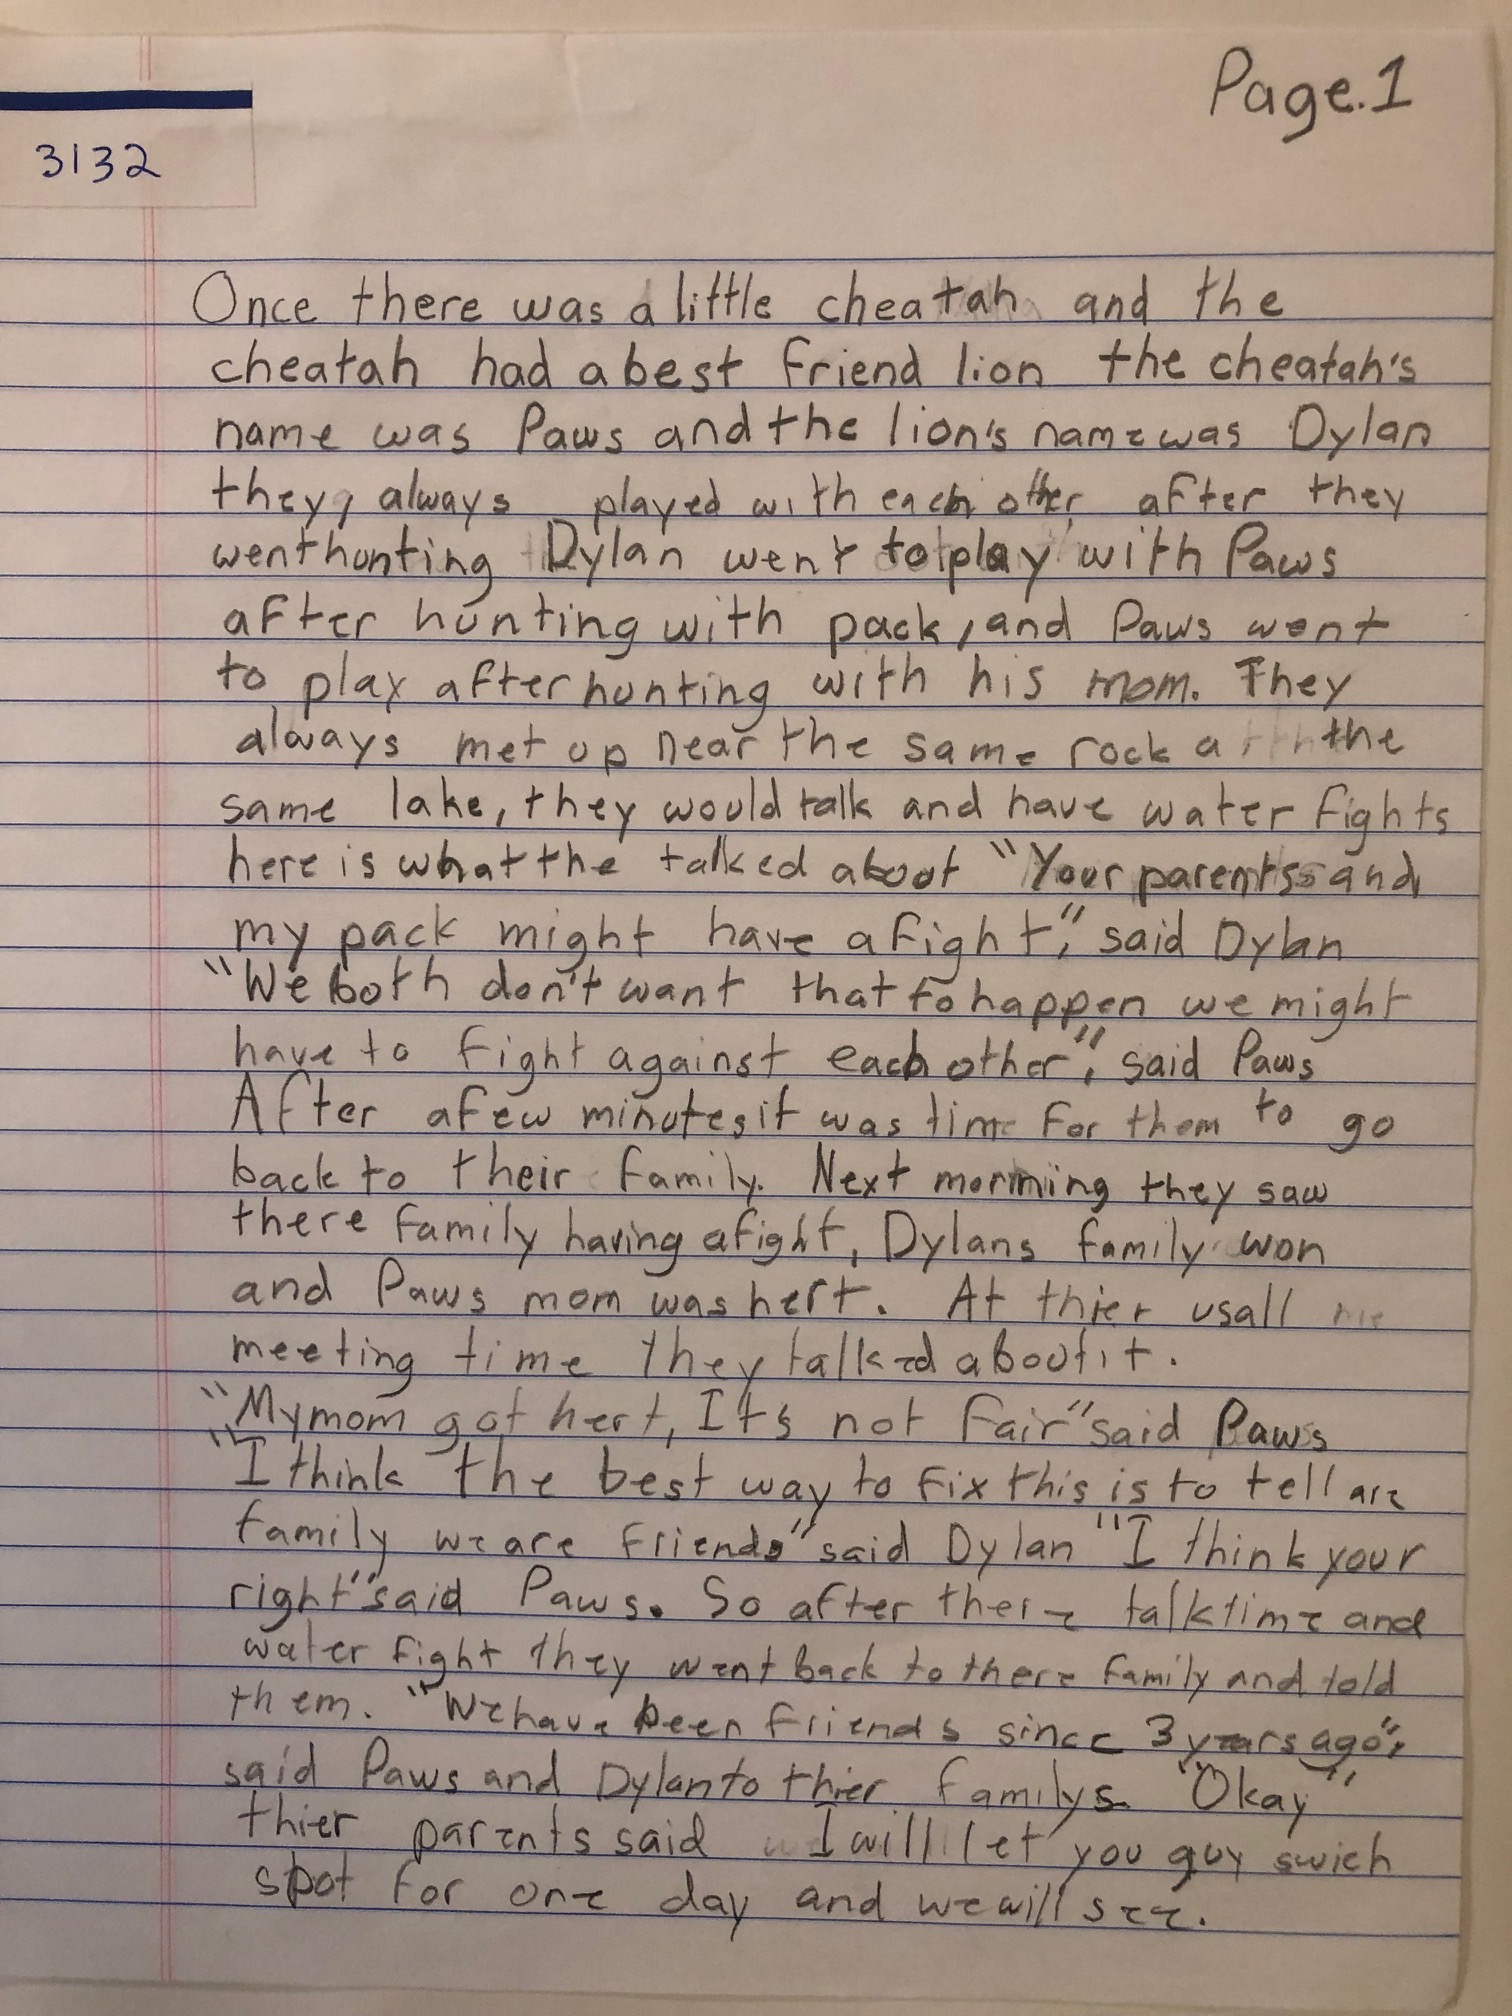 Page.1
3132
Once there was a little cheatah and the
cheatah had a best friend lion the cheatah's
name was Paws and the lion's name was Dylan
they, always played with each other after they
went hunting Dylan went to play with Paws
after hunting with pack, and Paws went
to play after hunting with his mom. They
always met up near the same rock at the
same lake, they would talk and have water fights
here is what the talked about "Your parents and
my pack might have a fight", said Dylan
"We both don't want that to happen we might
have to fight against each other", said Paws
After a few minutes it was time for them to go
back to their family. Next morning they saw
there family having a fight, Dylans family won
and Paws mom was hert. At thier usall
meeting time they talked about it.
"My mom got hert, It's not fair" said Paws
"I think the best way to fix this is to tell are
family we are friends" said Dylan "I think your
right" said Paws. So after there talk time and
water fight they went back to there family and told
them. "We have been friends since 3 years ago",
said Paws and Dylan to thier familys. "Okay",
thier parents said I will let you guy swich
spot for one day and we will see.